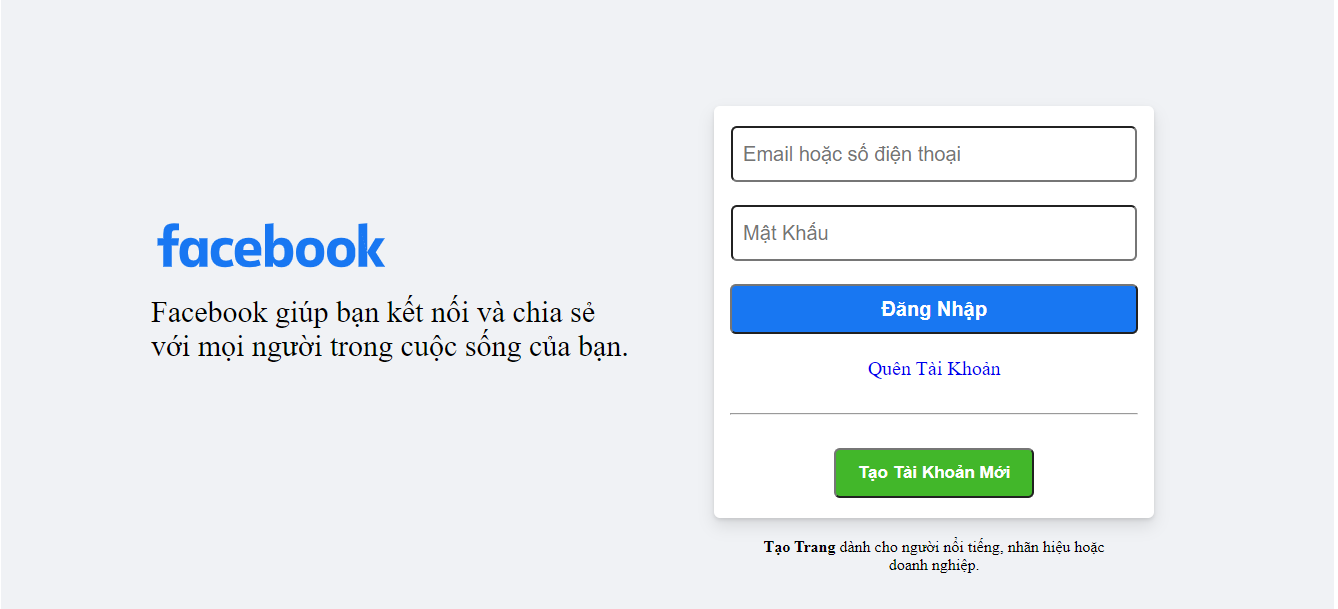 facebook
Facebook giúp bạn kết nối và chia sẻ
với mọi người trong cuộc sống của bạn.
Email hoặc số điện thoại
Mật Khẩu
Đăng Nhập
Quên Tài Khoản
Tạo Tài Khoản Mới
Tạo Trang dành cho người nổi tiếng, nhãn hiệu hoặc
doanh nghiệp.